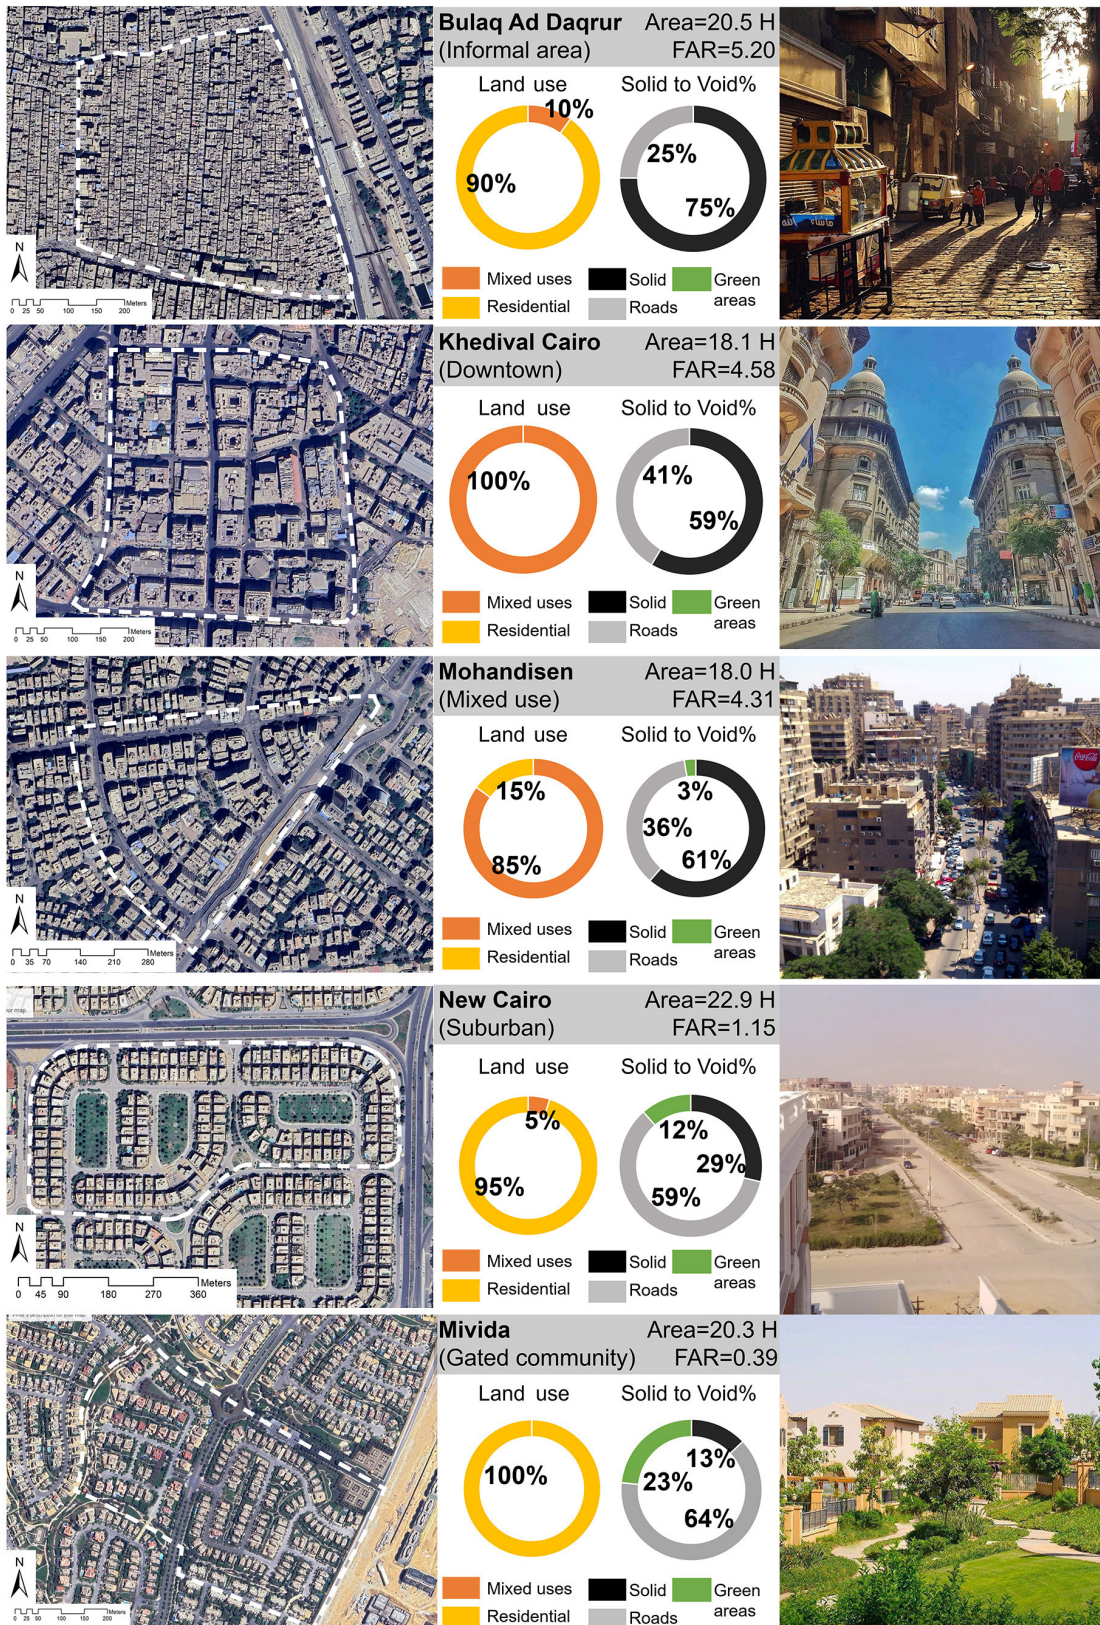 Bulaq Ad Daqrur Area=20.5 H
(Informal area) FAR=5.20
Land use Solid to Void%
10%
90%
25%
75%
Mixed uses Solid Green areas
Residential Roads
N
0 25 50 100 150 200 Meters
Khedival Cairo Area=18.1 H
(Downtown) FAR=4.58
Land use Solid to Void%
100%
41%
59%
Mixed uses Solid Green areas
Residential Roads
N
0 25 50 100 150 200 Meters
Mohandisen Area=18.0 H
(Mixed use) FAR=4.31
Land use Solid to Void%
15%
85%
3%
36%
61%
Mixed uses Solid Green areas
Residential Roads
Coca-Cola
N
0 35 70 140 210 280 Meters
New Cairo Area=22.9 H
(Suburban) FAR=1.15
Land use Solid to Void%
5%
95%
12%
29%
59%
Mixed uses Solid Green areas
Residential Roads
our map.
N
0 45 90 180 270 360 Meters
Mivida Area=20.3 H
(Gated community) FAR=0.39
Land use Solid to Void%
100%
13%
23%
64%
Mixed uses Solid Green areas
Residential Roads
description for your map.
N
0 25 50 100 150 200 Meters